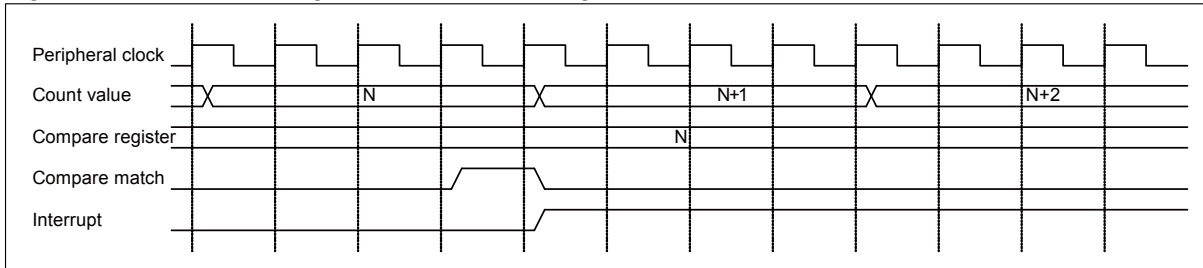 Peripheral clock
Count value N N+1 N+2
Compare register N
Compare match
Interrupt